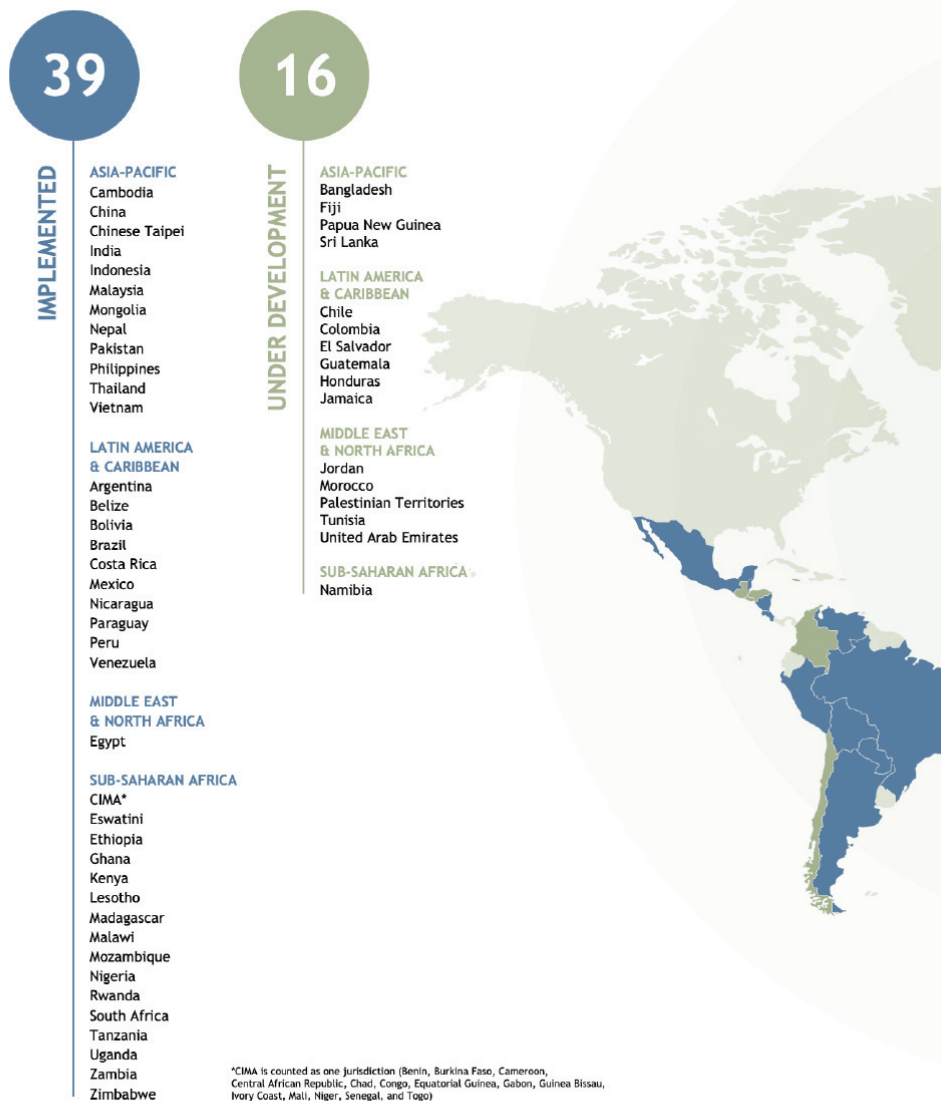 39
IMPLEMENTED
ASIA-PACIFIC
Cambodia
China
Chinese Taipei
India
Indonesia
Malaysia
Mongolia
Nepal
Pakistan
Philippines
Thailand
Vietnam
LATIN AMERICA
& CARIBBEAN
Argentina
Belize
Bolivia
Brazil
Costa Rica
Mexico
Nicaragua
Paraguay
Peru
Venezuela
MIDDLE EAST
& NORTH AFRICA
Egypt
SUB-SAHARAN AFRICA
CIMA*
Eswatini
Ethiopia
Ghana
Kenya
Lesotho
Madagascar
Malawi
Mozambique
Nigeria
Rwanda
South Africa
Tanzania
Uganda
Zambia
Zimbabwe
16
UNDER DEVELOPMENT
ASIA-PACIFIC
Bangladesh
Fiji
Papua New Guinea
Sri Lanka
LATIN AMERICA
& CARIBBEAN
Chile
Colombia
El Salvador
Guatemala
Honduras
Jamaica
MIDDLE EAST
& NORTH AFRICA
Jordan
Morocco
Palestinian Territories
Tunisia
United Arab Emirates
SUB-SAHARAN AFRICA
Namibia
*CIMA is counted as one jurisdiction (Benin, Burkina Faso, Cameroon,
Central African Republic, Chad, Congo, Equatorial Guinea, Gabon, Guinea Bissau,
Ivory Coast, Mali, Niger, Senegal, and Togo)